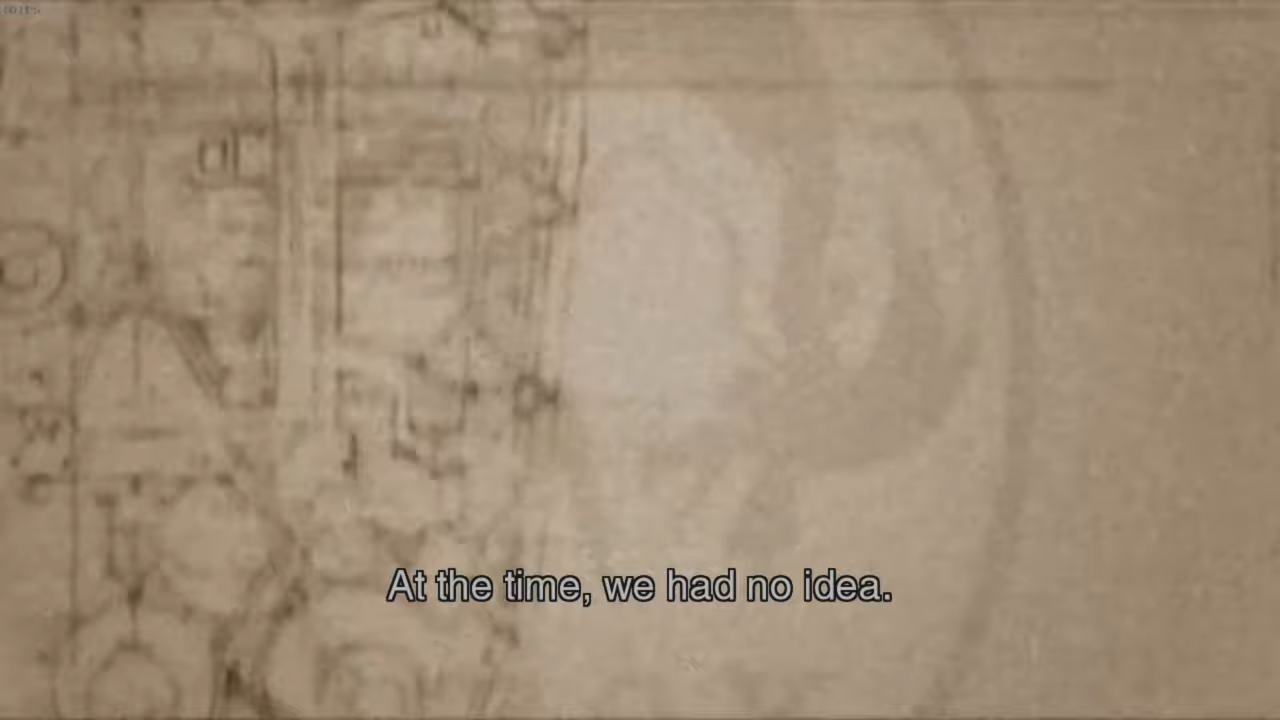 At the time, we had no idea.